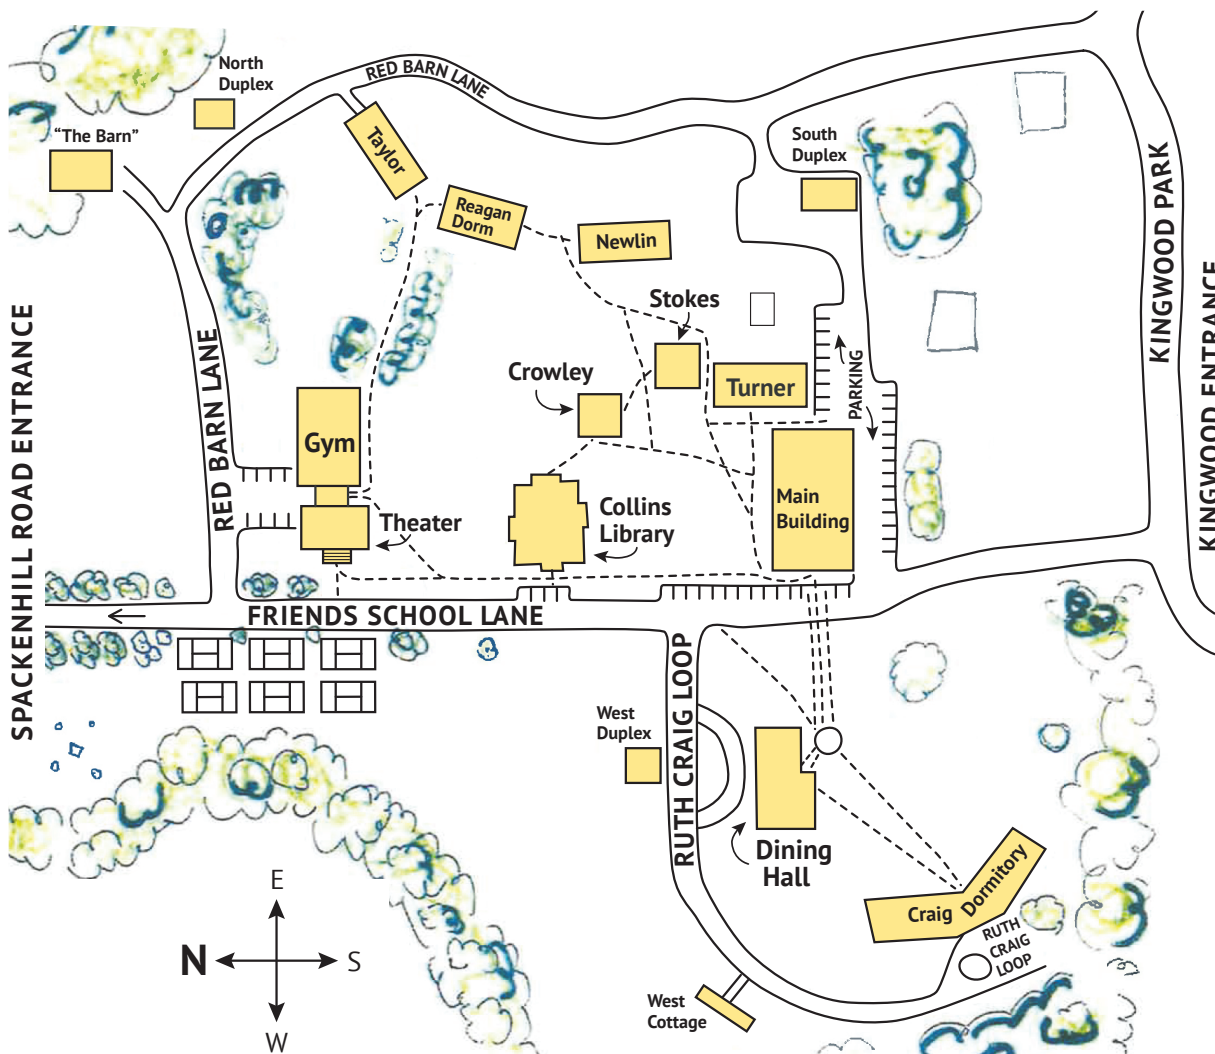 RED BARN LANE
North
Duplex
"The Barn"
Taylor
South
Duplex
Reagan
Dorm
Newlin
KINGWOOD PARK
KINGWOOD ENTRANCE
Stokes
Crowley
Turner
PARKING
SPACKENHILL ROAD ENTRANCE
RED BARN LANE
Gym
Main
Building
Collins
Library
Theater
FRIENDS SCHOOL LANE
RUTH CRAIG LOOP
West
Duplex
Dining
Hall
Craig Dormitory
RUTH
CRAIG
LOOP
E
N
S
W
West
Cottage